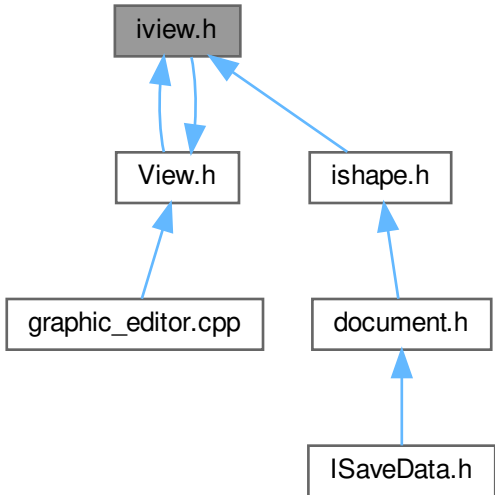 iview.h
View.h
ishape.h
graphic_editor.cpp
document.h
ISaveData.h